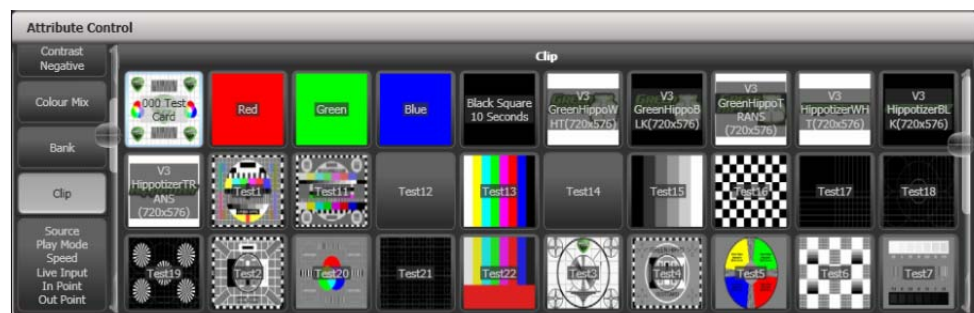 Attribute Control
Contrast
Negative
Colour Mix
Bank
Clip
Source
Play Mode
Speed
Live Input
In Point
Out Point
Clip
000 Test
Card
Red
Green
Blue
Black Square
10 Seconds
V3
GreenHippoW
HT(720x576)
V3
GreenHippoB
LK(720x576)
V3
GreenHippoT
RANS
(720x576)
V3
HippotizerWH
T(720x576)
V3
HippotizerBL
K(720x576)
V3
HippotizerTR
ANS
(720x576)
Test1
Test11
Test12
Test13
Test14
Test15
Test16
Test17
Test18
Test19
Test2
Test20
Test21
Test22
Test3
Test4
Test5
Test6
Test7